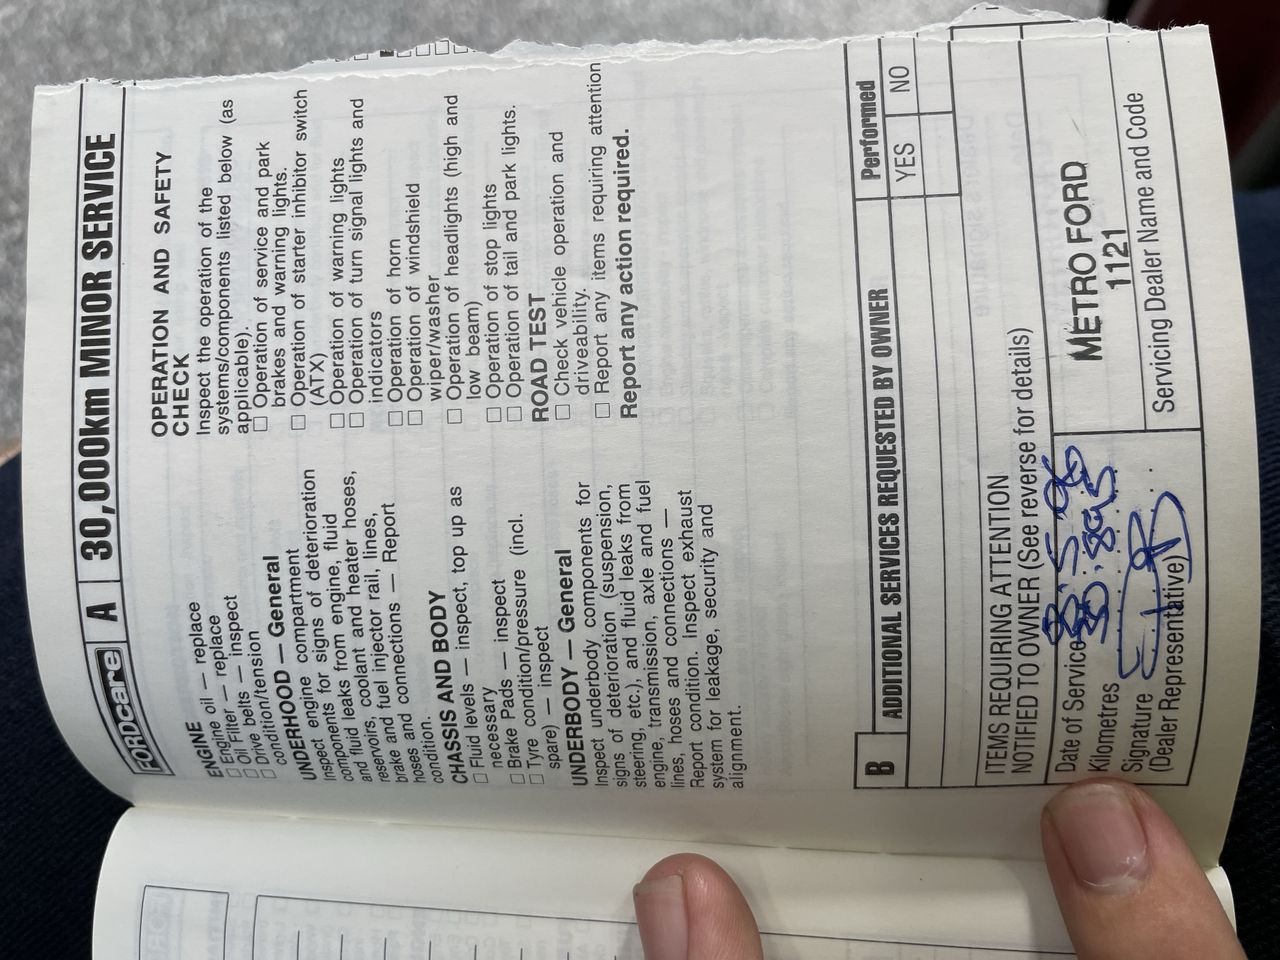 FORDcare A 30,000km MINOR SERVICE
ENGINE
Engine oil — replace
Engine Filter — replace
Oil belts — inspect
Drive
condition/tension
UNDERHOOD — General
Inspect engine compartment
components for signs of deterioration
and fluid leaks from engine, fluid
reservoirs, coolant and heater hoses,
brake and fuel injector rail, lines,
hoses and connections — Report
condition.
CHASSIS AND BODY
Fluid levels — inspect, top up as
necessary
Brake Pads — inspect
Tyre condition/pressure (incl.
spare) — inspect
UNDERBODY — General
Inspect underbody components for
signs of deterioration (suspension,
steering, etc.), and fluid leaks from
engine, transmission, axle and fuel
lines, hoses and connections —
Report condition. Inspect exhaust
system for leakage, security and
alignment.
OPERATION AND SAFETY
CHECK
Inspect the operation of the
systems/components listed below (as
applicable).
Operation of service and park
brakes and warning lights.
Operation of starter inhibitor switch
(ATX)
Operation of warning lights
Operation of turn signal lights and
indicators
Operation of horn
Operation of windshield
wiper/washer
Operation of headlights (high and
low beam)
Operation of stop lights
Operation of tail and park lights.
ROAD TEST
Check vehicle operation and
driveability.
Report any items requiring attention
Report any action required.
B ADDITIONAL SERVICES REQUESTED BY OWNER Performed
YES NO
ITEMS REQUIRING ATTENTION
NOTIFIED TO OWNER (See reverse for details)
Date of Service
Kilometres
Signature
(Dealer Representative)
METRO FORD
1121
Servicing Dealer Name and Code